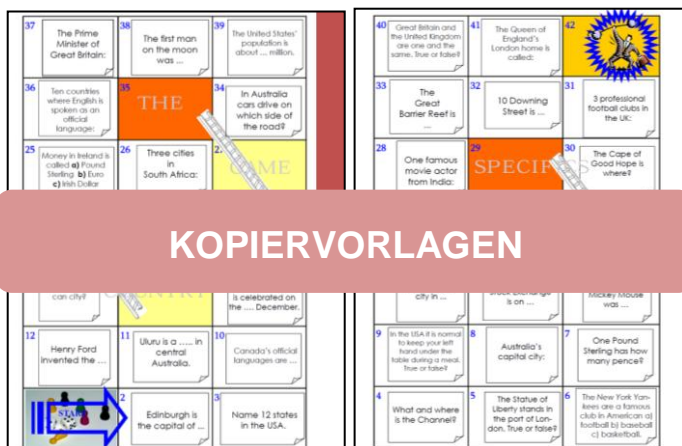 37
The Prime
Minister of
Great Britain:
38
The first man
on the moon
was ...
39
The United States'
population is
about ... million.
36
Ten countries
where English is
spoken as an
official
language:
35
THE
34
In Australia
cars drive on
which side of
the road?
25
Money in Ireland is
called a) Pound
Sterling b) Euro
c) Irish Dollar
26
Three cities
in
South Africa:
GAME
40
Great Britain and
the United Kingdom
are one and the
same. True or false?
41
The Queen of
England's
London home is
called:
42
33
The
Great
Barrier Reef is
...
32
10 Downing
Street is ...
31
3 professional
football clubs in
the UK:
28
One famous
movie actor
from India:
29
SPECIFICS
30
The Cape of
Good Hope is
where?
KOPIERVORLAGEN
can city?
is celebrated on
the .... December.
12
Henry Ford
invented the ...
11
Uluru is a ..... in
central
Australia.
10
Canada's official
languages are ...
START
2
Edinburgh is
the capital of ...
3
Name 12 states
in the USA.
city in ...
is on ...
Mickey Mouse
was ...
9
In the USA it is normal
to keep your left
hand under the
table during a meal.
True or false?
8
Australia's
capital city:
7
One Pound
Sterling has how
many pence?
4
What and where
is the Channel?
5
The Statue of
Liberty stands in
the port of Lon-
don. True or false?
6
The New York Yan-
kees are a famous
club in American a)
football b) baseball
c) basketball.